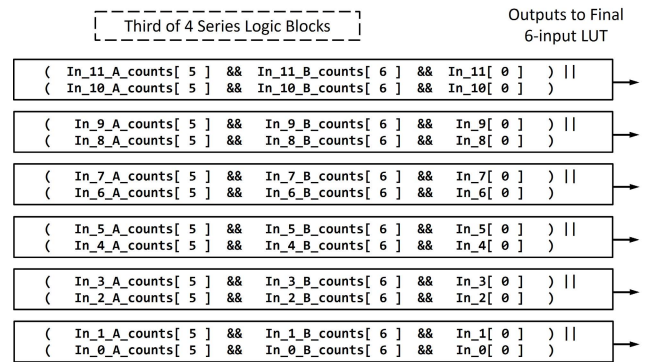 Third of 4 Series Logic Blocks
Outputs to Final
6-input LUT
( In_11_A_counts[ 5 ] && In_11_B_counts[ 6 ] && In_11[ 0 ] ) ||
( In_10_A_counts[ 5 ] && In_10_B_counts[ 6 ] && In_10[ 0 ] )
( In_9_A_counts[ 5 ] && In_9_B_counts[ 6 ] && In_9[ 0 ] ) ||
( In_8_A_counts[ 5 ] && In_8_B_counts[ 6 ] && In_8[ 0 ] )
( In_7_A_counts[ 5 ] && In_7_B_counts[ 6 ] && In_7[ 0 ] ) ||
( In_6_A_counts[ 5 ] && In_6_B_counts[ 6 ] && In_6[ 0 ] )
( In_5_A_counts[ 5 ] && In_5_B_counts[ 6 ] && In_5[ 0 ] ) ||
( In_4_A_counts[ 5 ] && In_4_B_counts[ 6 ] && In_4[ 0 ] )
( In_3_A_counts[ 5 ] && In_3_B_counts[ 6 ] && In_3[ 0 ] ) ||
( In_2_A_counts[ 5 ] && In_2_B_counts[ 6 ] && In_2[ 0 ] )
( In_1_A_counts[ 5 ] && In_1_B_counts[ 6 ] && In_1[ 0 ] ) ||
( In_0_A_counts[ 5 ] && In_0_B_counts[ 6 ] && In_0[ 0 ] )